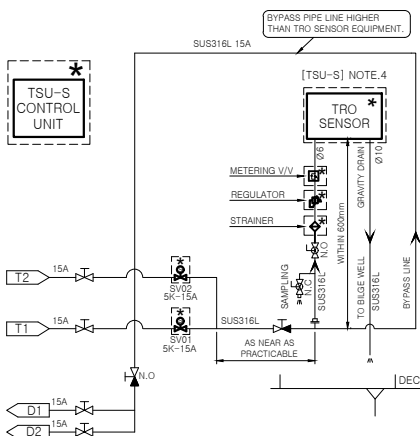 BYPASS PIPE LINE HIGHER
THAN TRO SENSOR EQUIPMENT.
SUS316L 15A
*
TSU-S
CONTROL
UNIT
[TSU-S] NOTE.4
*
TRO
SENSOR
Ø6
GRAVITY DRAIN
Ø10
METERING V/V
*
REGULATOR
*
STRAINER
*
WITHIN 600mm
N.O
SAMPLING
N.C
SUS316L
TO BILGE WELL
SUS316L
BYPASS LINE
T2
15A
*
SV02
5K-15A
T1
15A
*
SV01
5K-15A
SUS316L
AS NEAR AS
PRACTICABLE
N.O
D1
15A
D2
15A
DEC